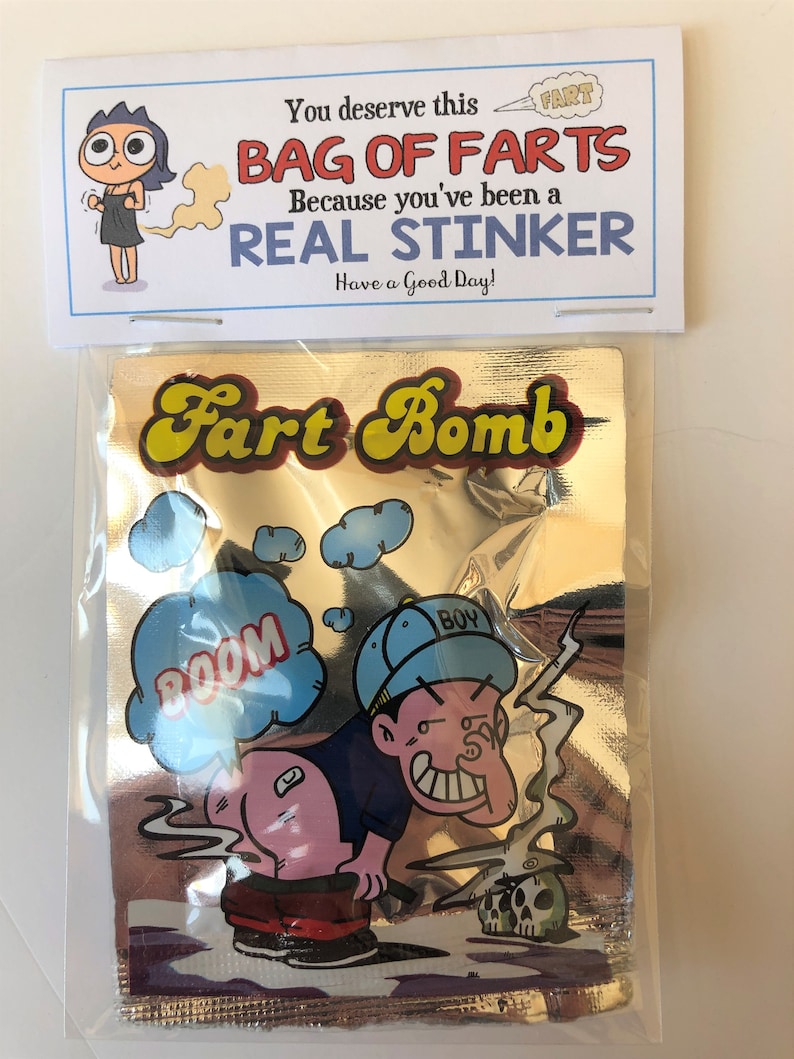 You deserve this
FART
BAG OF FARTS
Because you've been a
REAL STINKER
Have a Good Day!
Fart Bomb
BOY
BOOM